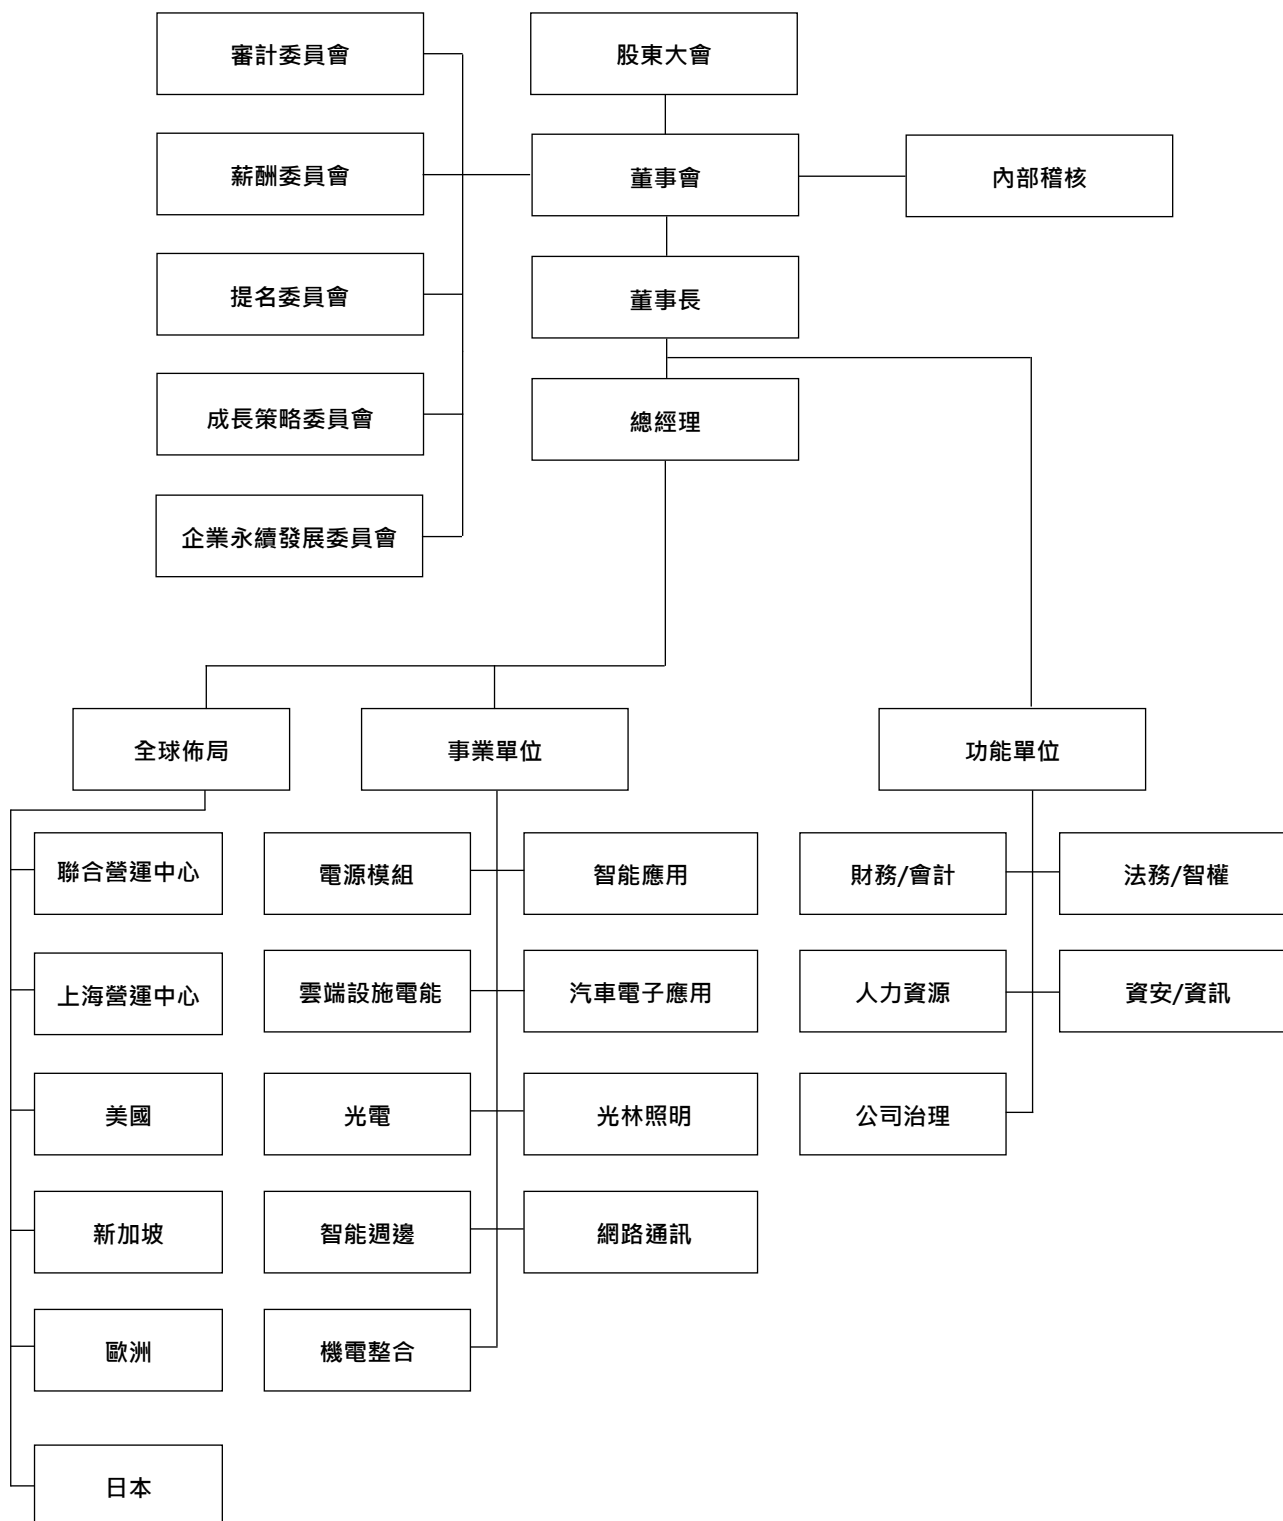 審計委員會
股東大會
薪酬委員會
董事會
內部稽核
提名委員會
董事長
成長策略委員會
總經理
企業永續發展委員會
全球佈局
事業單位
功能單位
聯合營運中心
電源模組
智能應用
財務/會計
法務/智權
上海營運中心
雲端設施電能
汽車電子應用
人力資源
資安/資訊
美國
光電
光林照明
公司治理
新加坡
智能週邊
網路通訊
歐洲
機電整合
日本